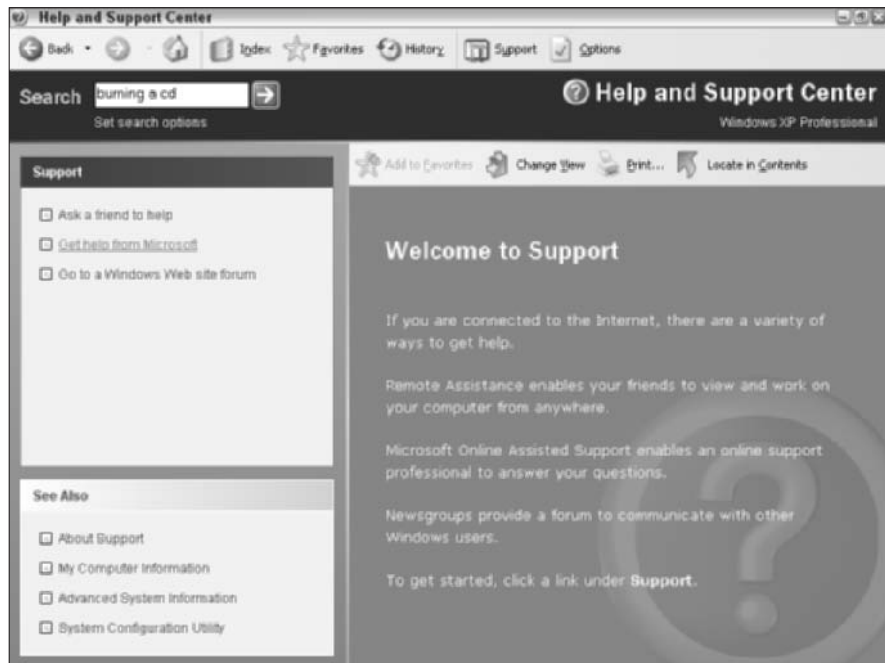 Help and Support Center
Back Index Favorites History Support Options
Search burning a cd Help and Support Center
Set search options Windows XP Professional
Support
Add to Favorites Change View Print... Locate in Contents
Ask a friend to help
Get help from Microsoft
Go to a Windows Web site forum
Welcome to Support
If you are connected to the Internet, there are a variety of
ways to get help.
Remote Assistance enables your friends to view and work on
your computer from anywhere.
Microsoft Online Assisted Support enables an online support
professional to answer your questions.
Newsgroups provide a forum to communicate with other
Windows users.
To get started, click a link under Support.
See Also
About Support
My Computer Information
Advanced System Information
System Configuration Utility